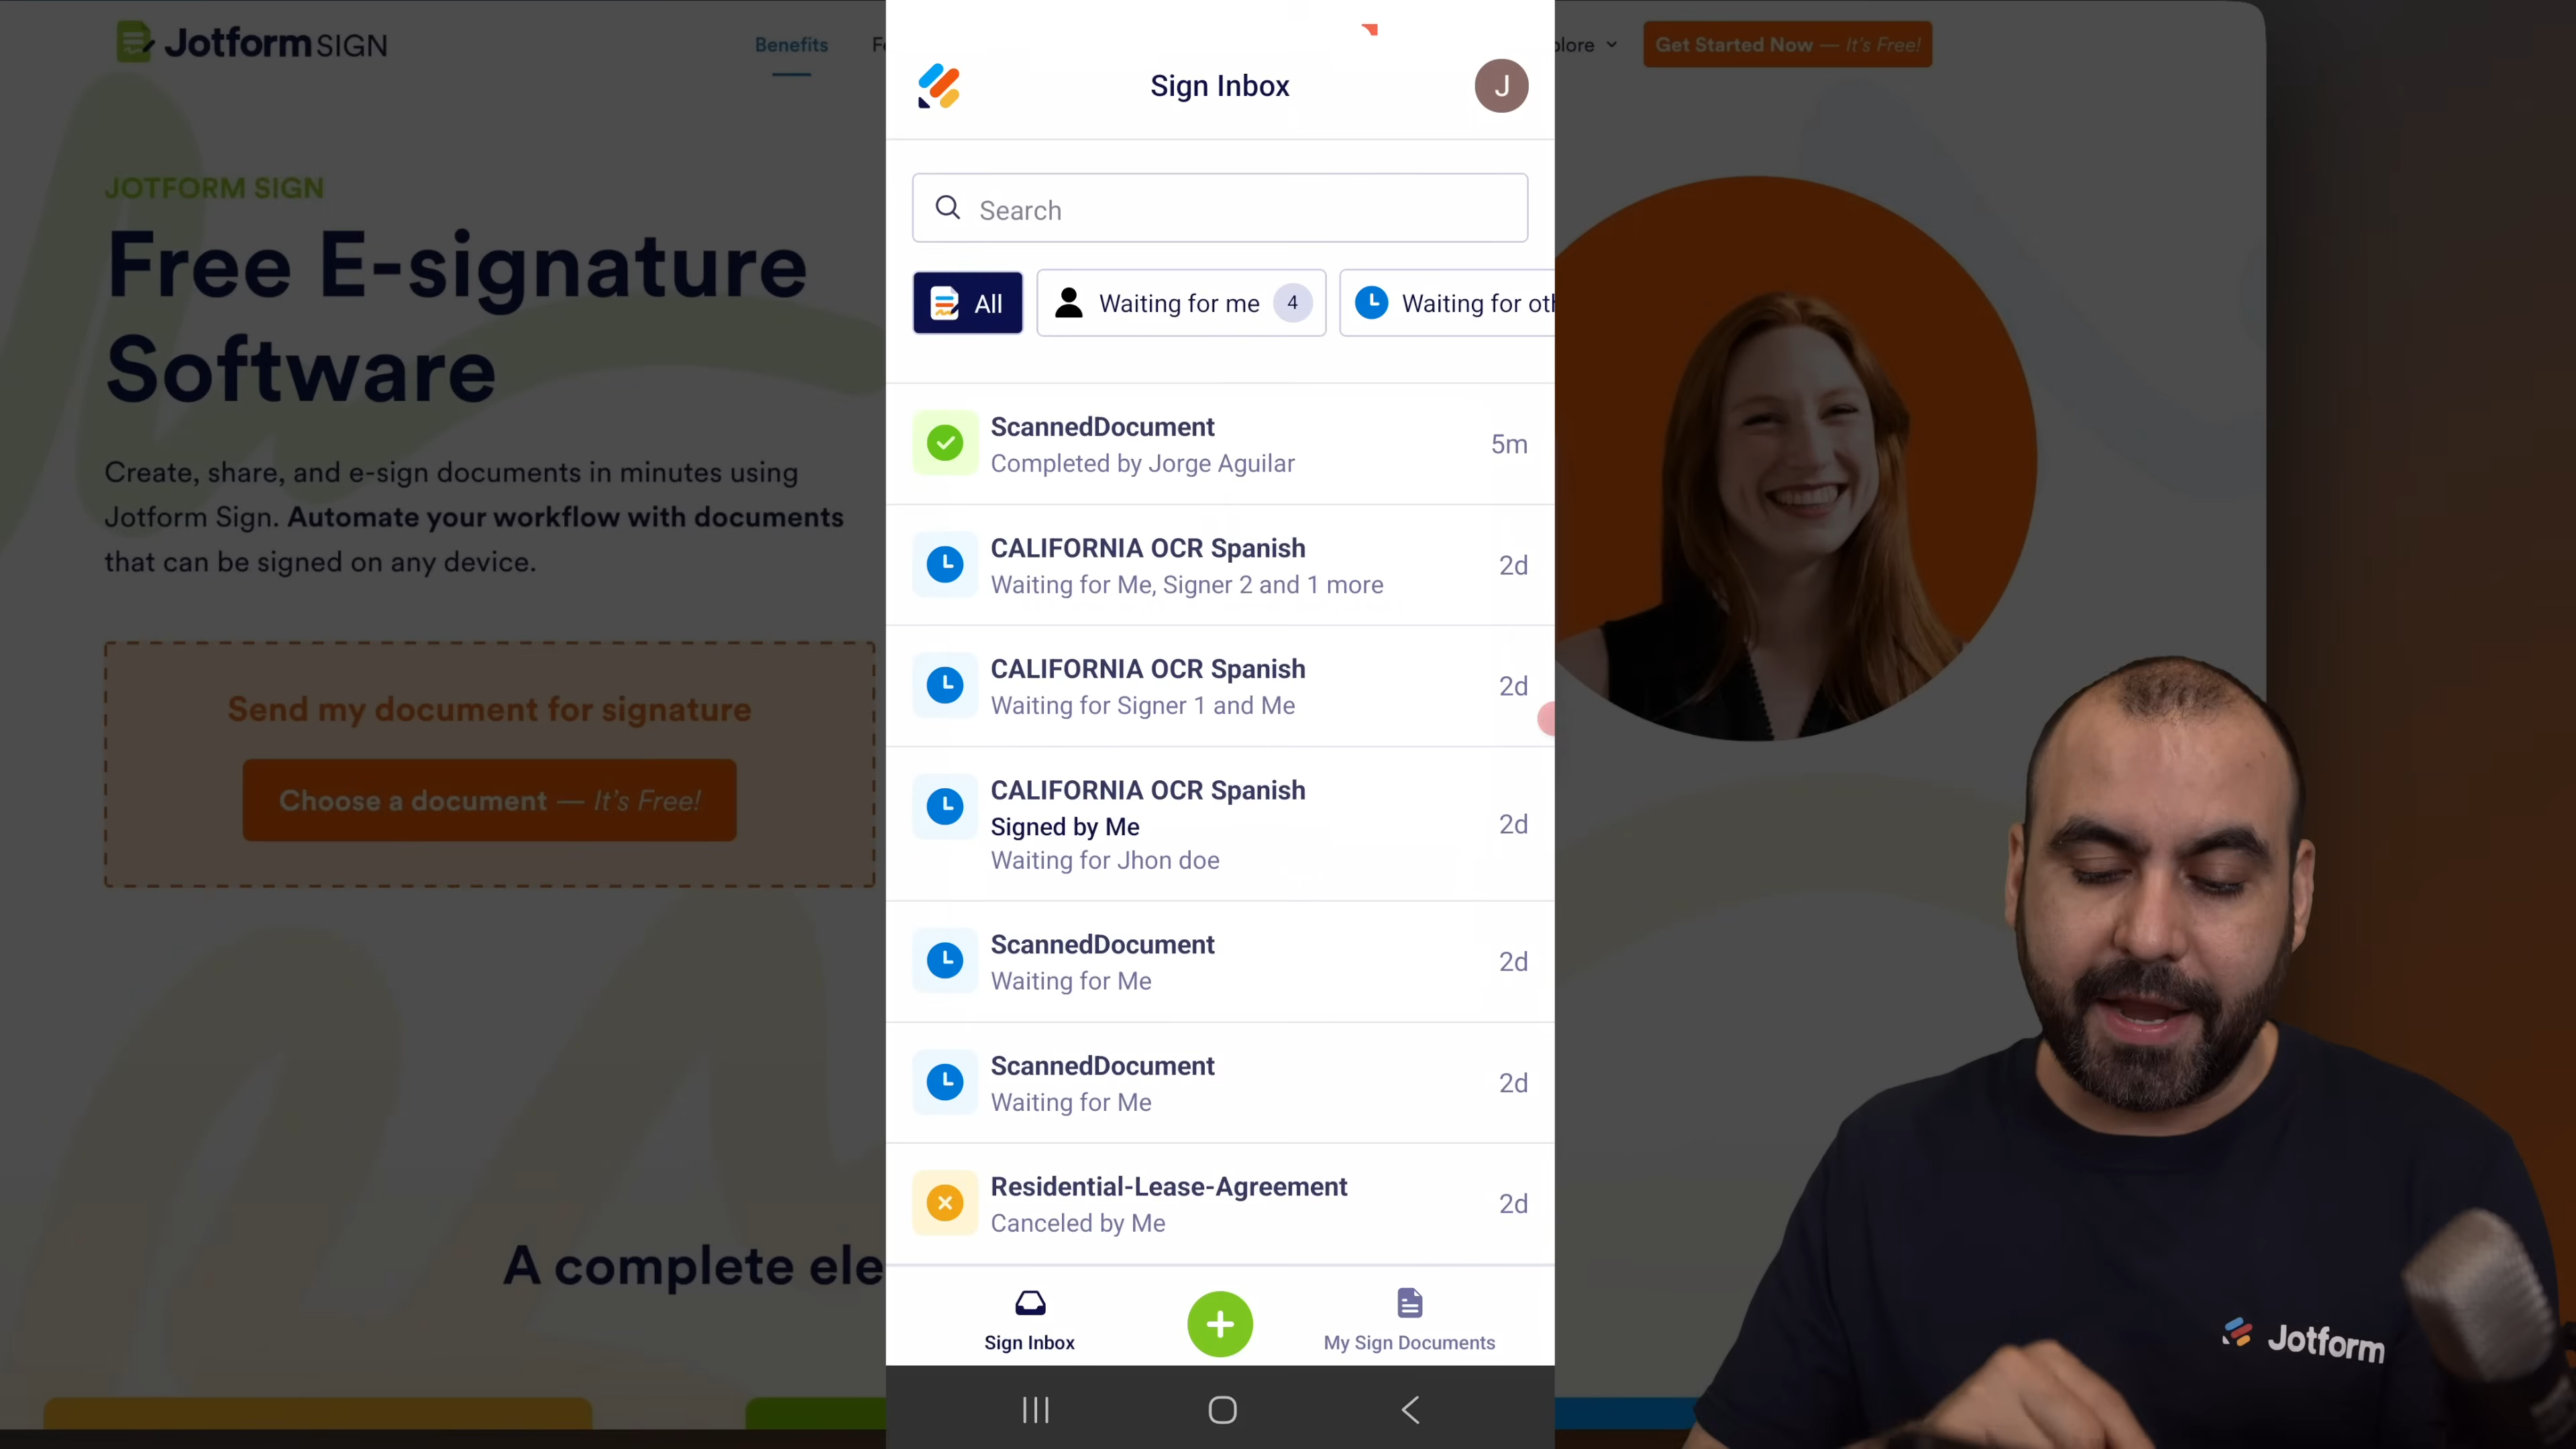 Jotform SIGN
Benefits
Get Started Now — It's Free!
JOTFORM SIGN
Free E-signature
Software
Create, share, and e-sign documents in minutes using
Jotform Sign. Automate your workflow with documents
that can be signed on any device.
Send my document for signature
Choose a document — It's Free!
A complete
Sign Inbox
J
Search
All
Waiting for me 4
Waiting for
ScannedDocument
Completed by Jorge Aguilar
5m
CALIFORNIA OCR Spanish
Waiting for Me, Signer 2 and 1 more
2d
CALIFORNIA OCR Spanish
Waiting for Signer 1 and Me
2d
CALIFORNIA OCR Spanish
Signed by Me
Waiting for Jhon doe
2d
ScannedDocument
Waiting for Me
2d
ScannedDocument
Waiting for Me
2d
Residential-Lease-Agreement
Canceled by Me
2d
Sign Inbox
My Sign Documents
Jotform